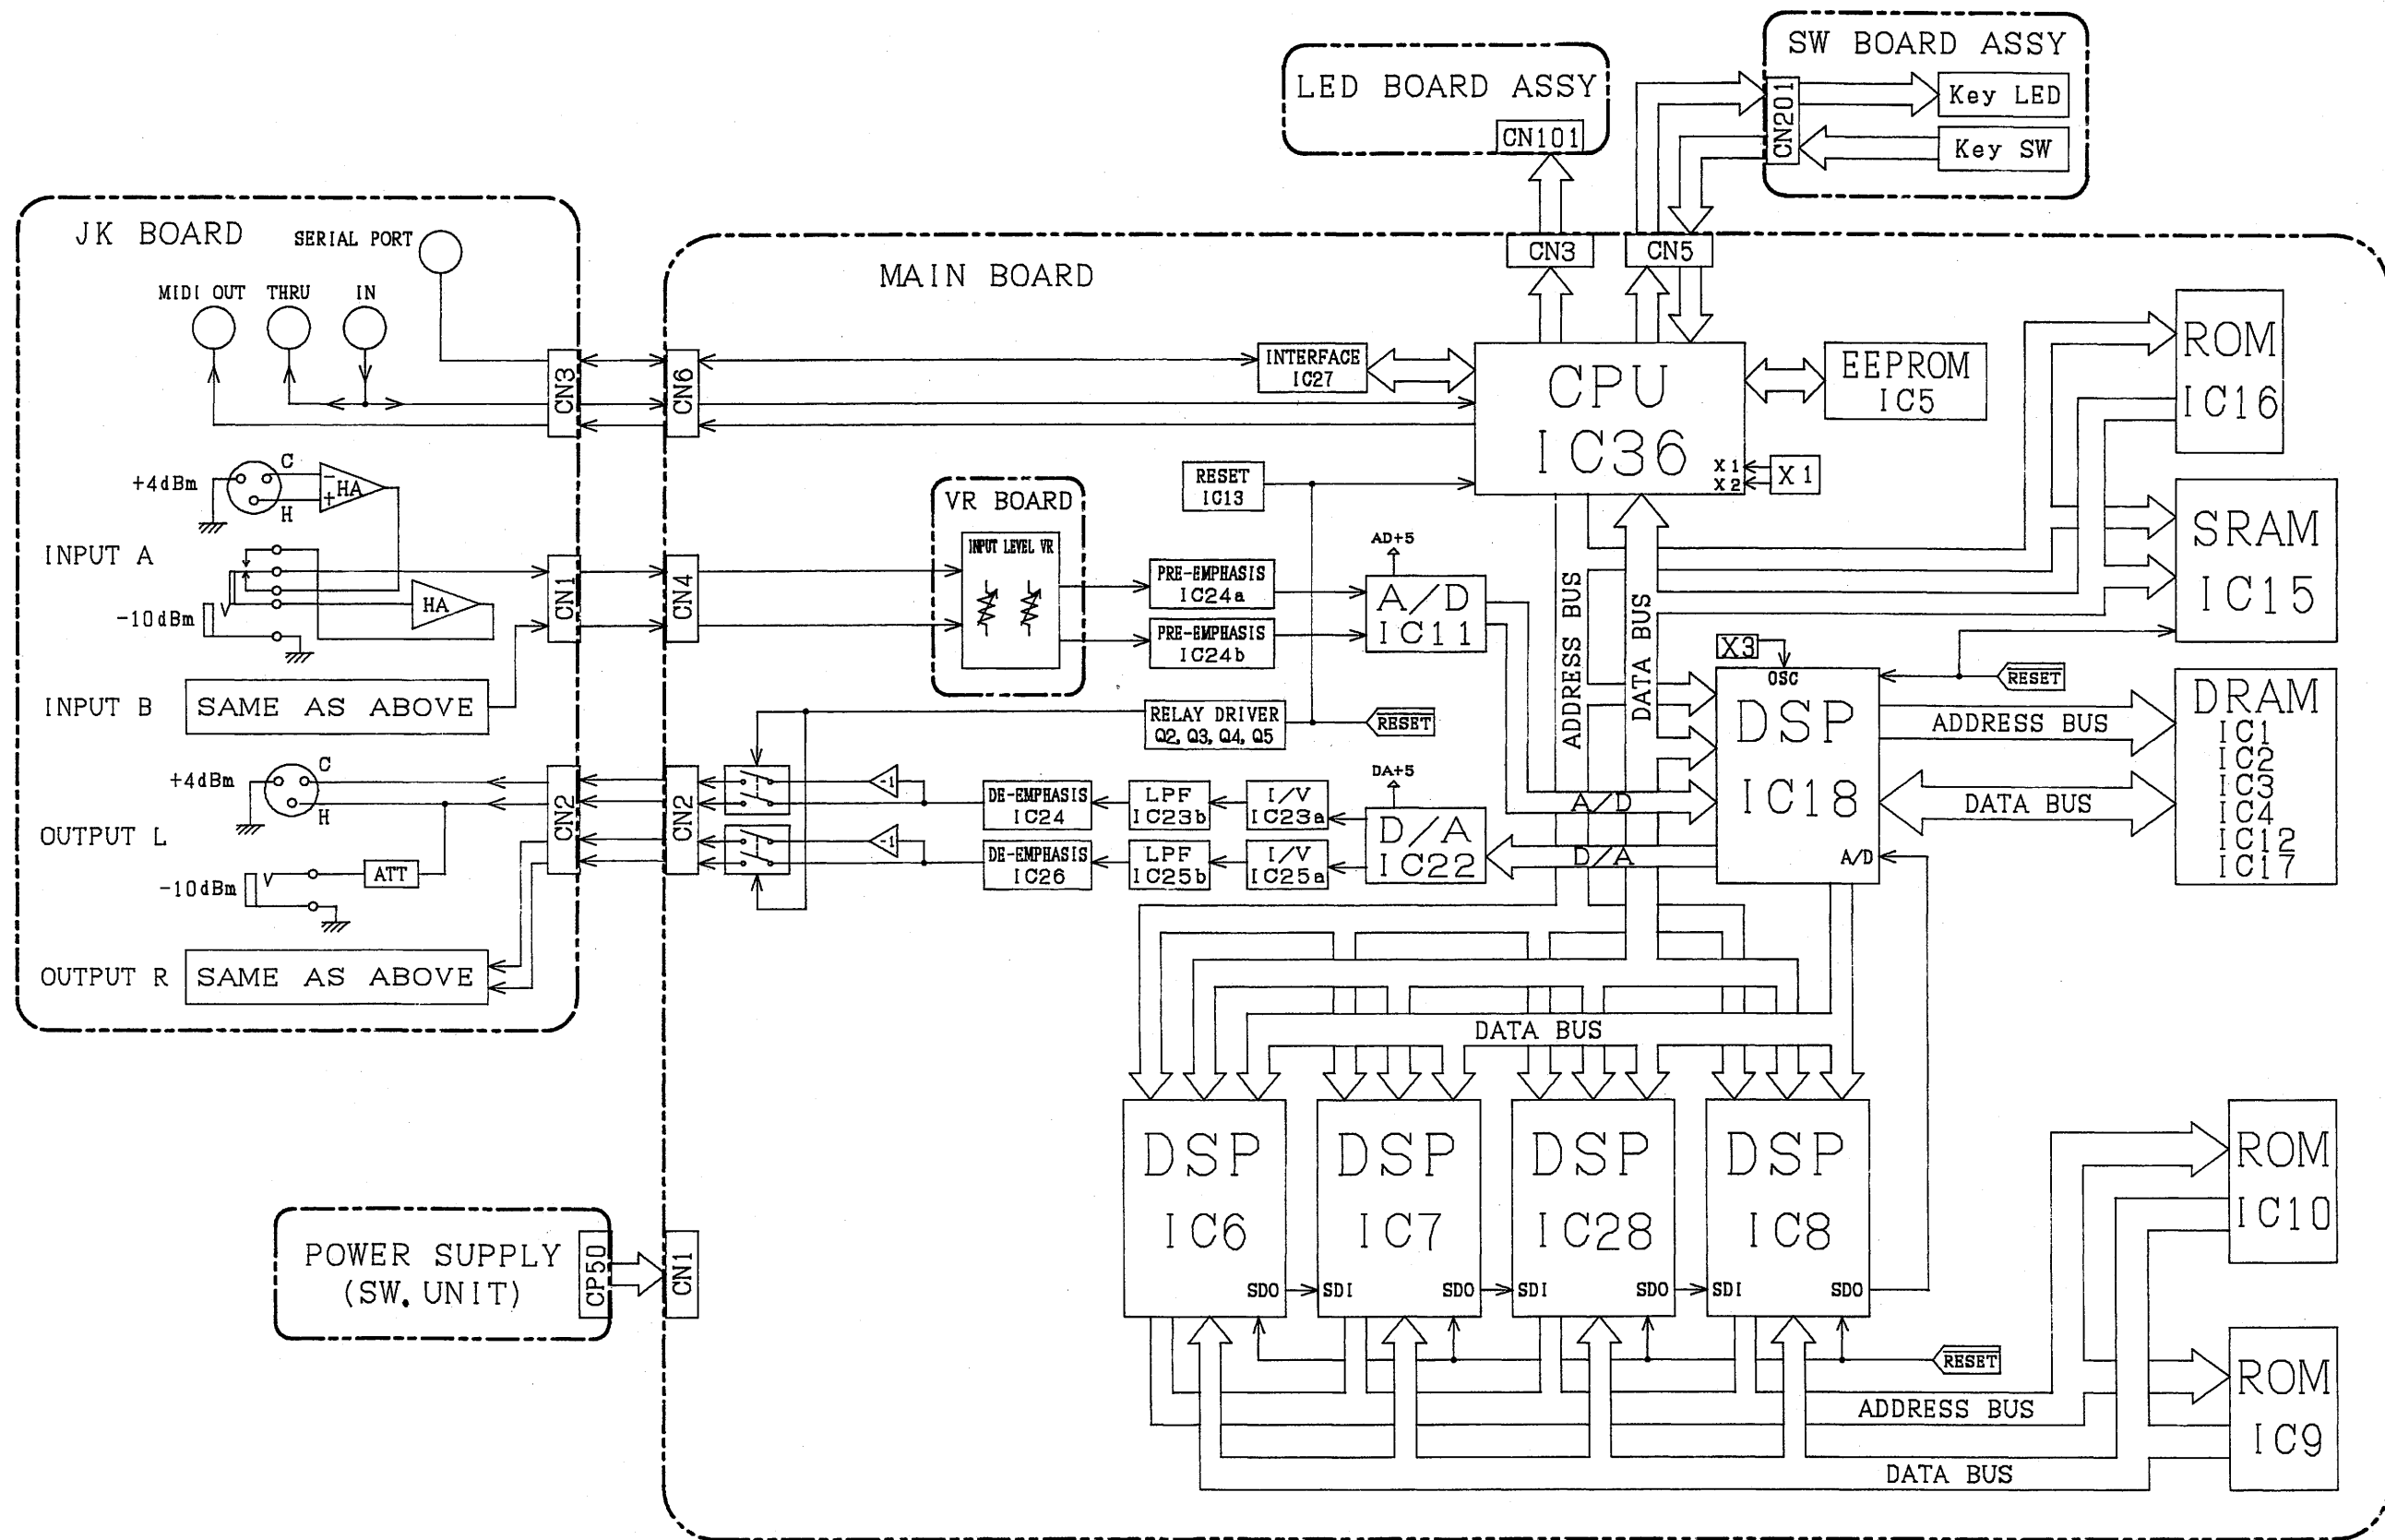 SW BOARD ASSY
Key LED
CN201
Key SW
LED BOARD ASSY
CN101
JK BOARD
SERIAL PORT
MIDI OUT
THRU
IN
CN3
+4dBm
C
H
-
+
HA
INPUT A
-10dBm
HA
CN1
INPUT B
SAME AS ABOVE
+4dBm
C
H
OUTPUT L
CN2
-10dBm
ATT
OUTPUT R
SAME AS ABOVE
POWER SUPPLY
(SW. UNIT)
CP50
MAIN BOARD
CN3
CN5
CN6
INTERFACE
IC27
CPU
IC36
X1
X2
X1
EEPROM
IC5
ROM
IC16
RESET
IC13
VR BOARD
INPUT LEVEL VR
CN4
PRE-EMPHASIS
IC24a
PRE-EMPHASIS
IC24b
AD+5
A/D
IC11
ADDRESS BUS
DATA BUS
SRAM
IC15
RELAY DRIVER
Q2, Q3, Q4, Q5
RESET
X3
OSC
DSP
IC18
A/D
RESET
ADDRESS BUS
DATA BUS
DRAM
IC1
IC2
IC3
IC4
IC12
IC17
CN2
-1
-1
DE-EMPHASIS
IC24
LPF
IC23b
I/V
IC23a
DE-EMPHASIS
IC26
LPF
IC25b
I/V
IC25a
DA+5
D/A
IC22
A/D
D/A
DATA BUS
DSP
IC6
SDO
DSP
IC7
SDI
SDO
DSP
IC28
SDI
SDO
DSP
IC8
SDI
SDO
RESET
CN1
ADDRESS BUS
DATA BUS
ROM
IC10
ROM
IC9